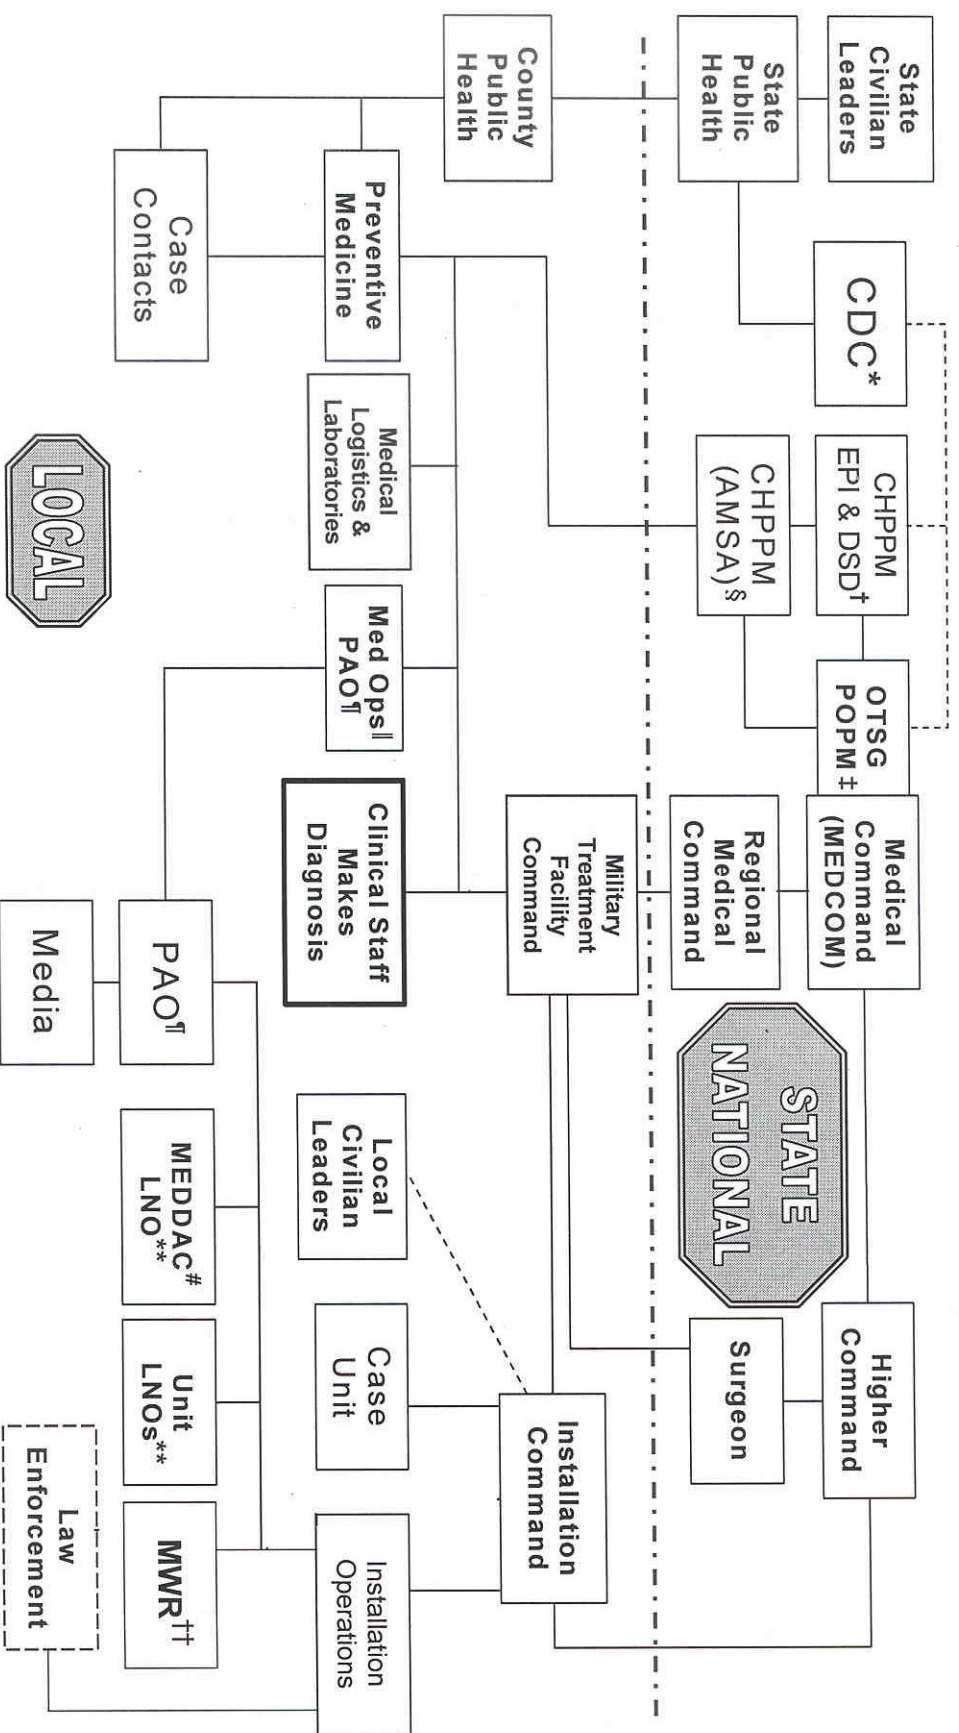 State
Civilian
Leaders
State
Public
Health
CDC*
CHPPM
EPI & DSD†
CHPPM
(AMSA)§
OTSG
POPM‡
Medical
Command
(MEDCOM)
Regional
Medical
Command
STATE
NATIONAL
Higher
Command
Surgeon
County
Public
Health
Preventive
Medicine
Case
Contacts
Medical
Logistics &
Laboratories
Med Ops||
PAO¶
Military
Treatment
Facility
Command
Clinical Staff
Makes
Diagnosis
Local
Civilian
Leaders
Case
Unit
Installation
Command
Installation
Operations
LOCAL
PAO¶
Media
MEDDAC#
LNO**
Unit
LNOs**
MWR††
Law
Enforcement